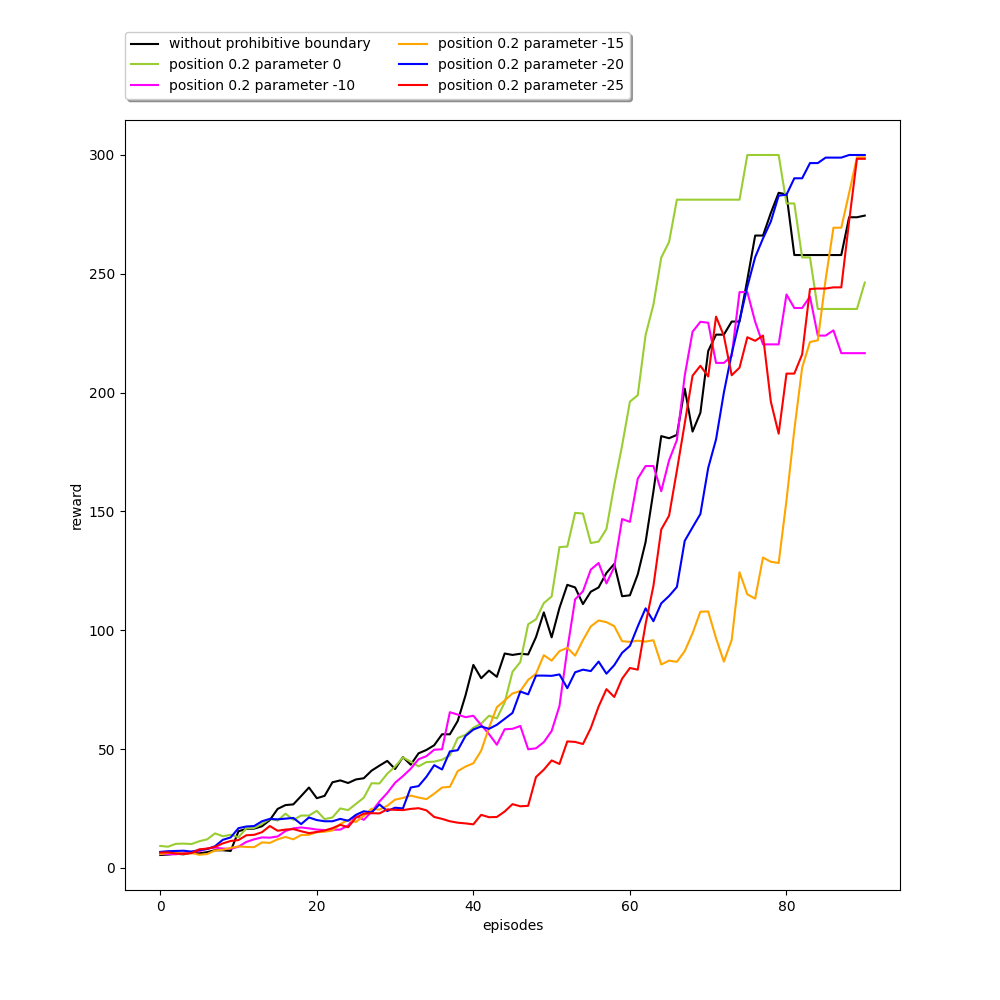 without prohibitive boundary
position 0.2 parameter 0
position 0.2 parameter -10
position 0.2 parameter -15
position 0.2 parameter -20
position 0.2 parameter -25
300
250
200
150
100
50
0
reward
0 20 40 60 80
episodes